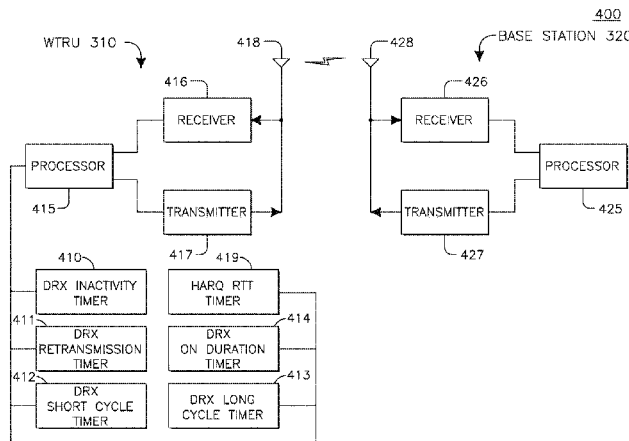 400
WTRU 310
418
428
BASE STATION 320
416
426
RECEIVER
RECEIVER
PROCESSOR
PROCESSOR
415
TRANSMITTER
TRANSMITTER
425
417
427
410
419
DRX INACTIVITY
TIMER
HARQ RTT
TIMER
411
414
DRX
RETRANSMISSION
TIMER
DRX
ON DURATION
TIMER
412
413
DRX
SHORT CYCLE
TIMER
DRX LONG
CYCLE TIMER